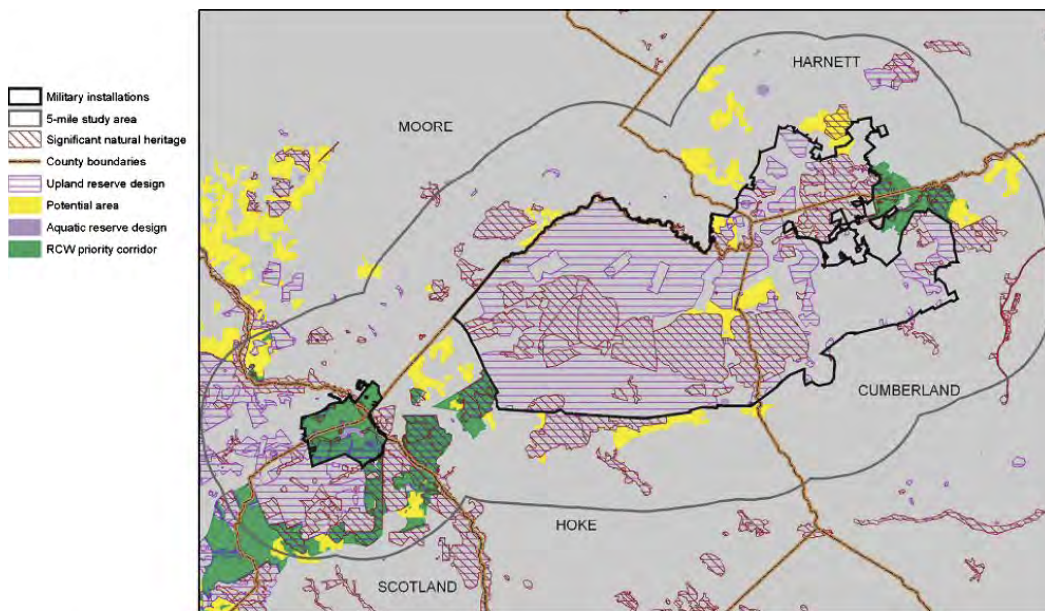 Military installations
5-mile study area
Significant natural heritage
County boundaries
Upland reserve design
Potential area
Aquatic reserve design
RCW priority corridor
HARNETT
MOORE
CUMBERLAND
HOKE
SCOTLAND